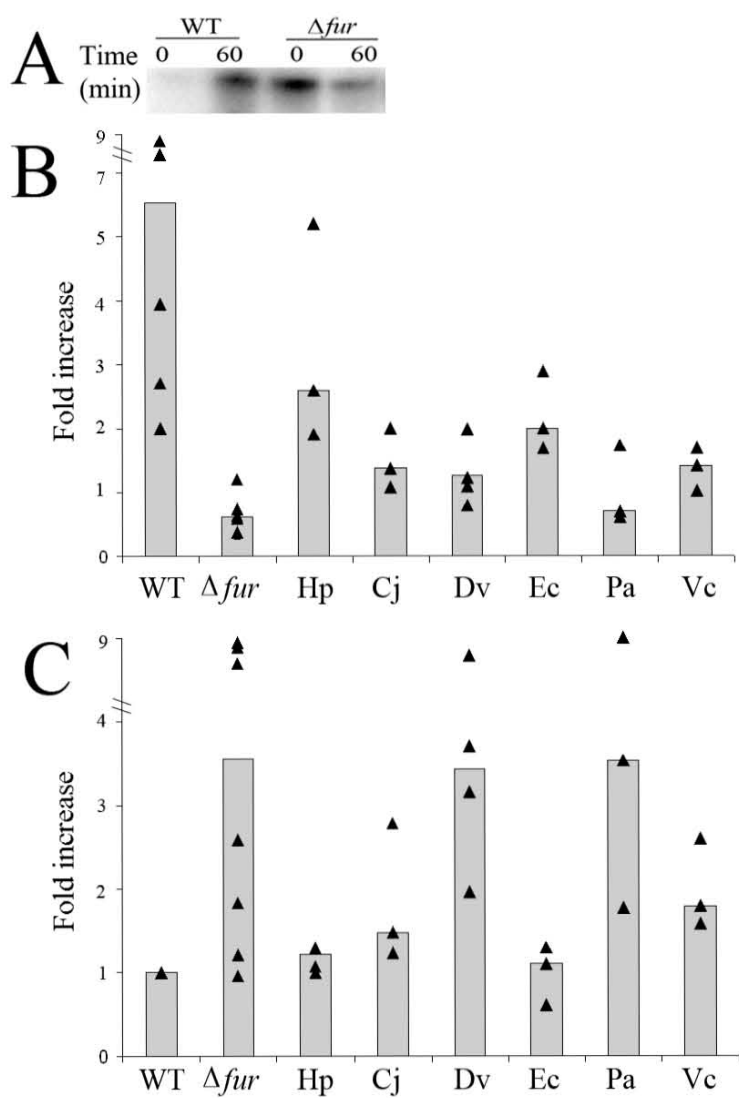 A
WT Δfur
Time 0 60 0 60
(min)
B
9
7
5
4
3
2
1
0
Fold increase
WT Δfur Hp Cj Dv Ec Pa Vc
C
9
4
3
2
1
0
Fold increase
WT Δfur Hp Cj Dv Ec Pa Vc